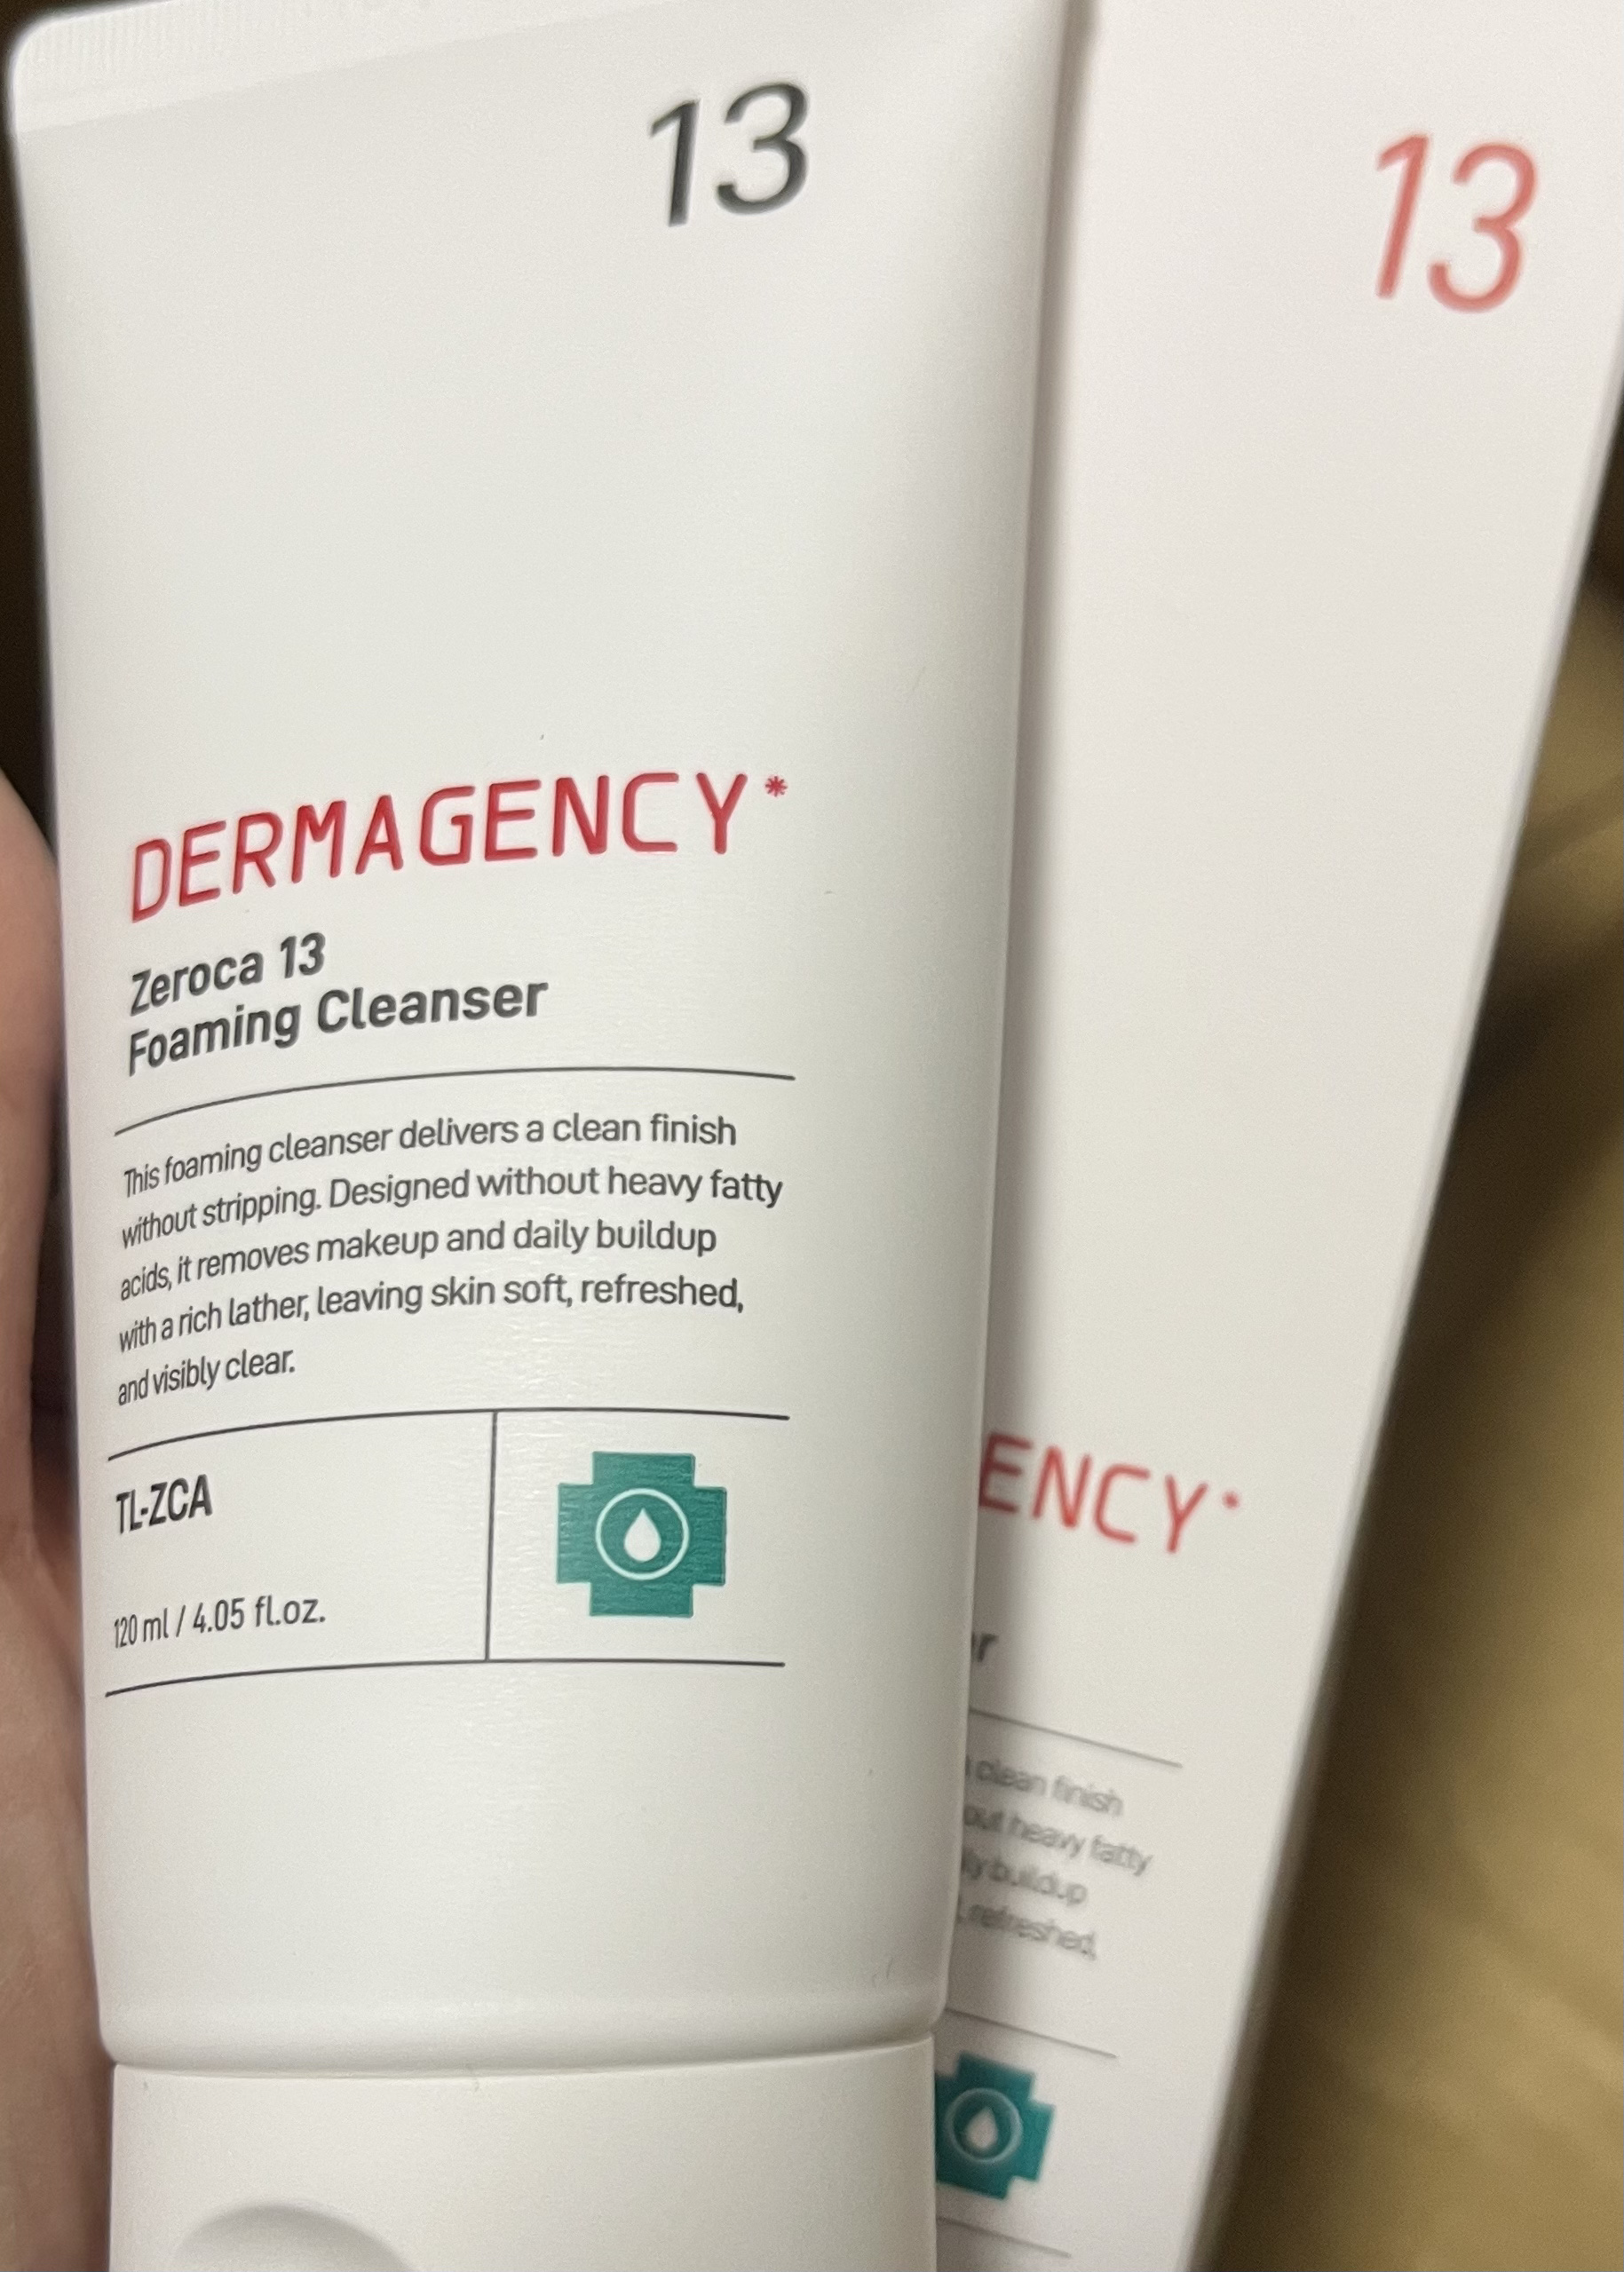 13
DERMAGENCY*
Zeroca 13
Foaming Cleanser
This foaming cleanser delivers a clean finish
without stripping. Designed without heavy fatty
acids, it removes makeup and daily buildup
with a rich lather, leaving skin soft, refreshed,
and visibly clear.
TL-ZCA
120 ml / 4.05 fl.oz.
13
ENCY*
r
clean finish
out heavy fatty
ly buildup
, refreshed,